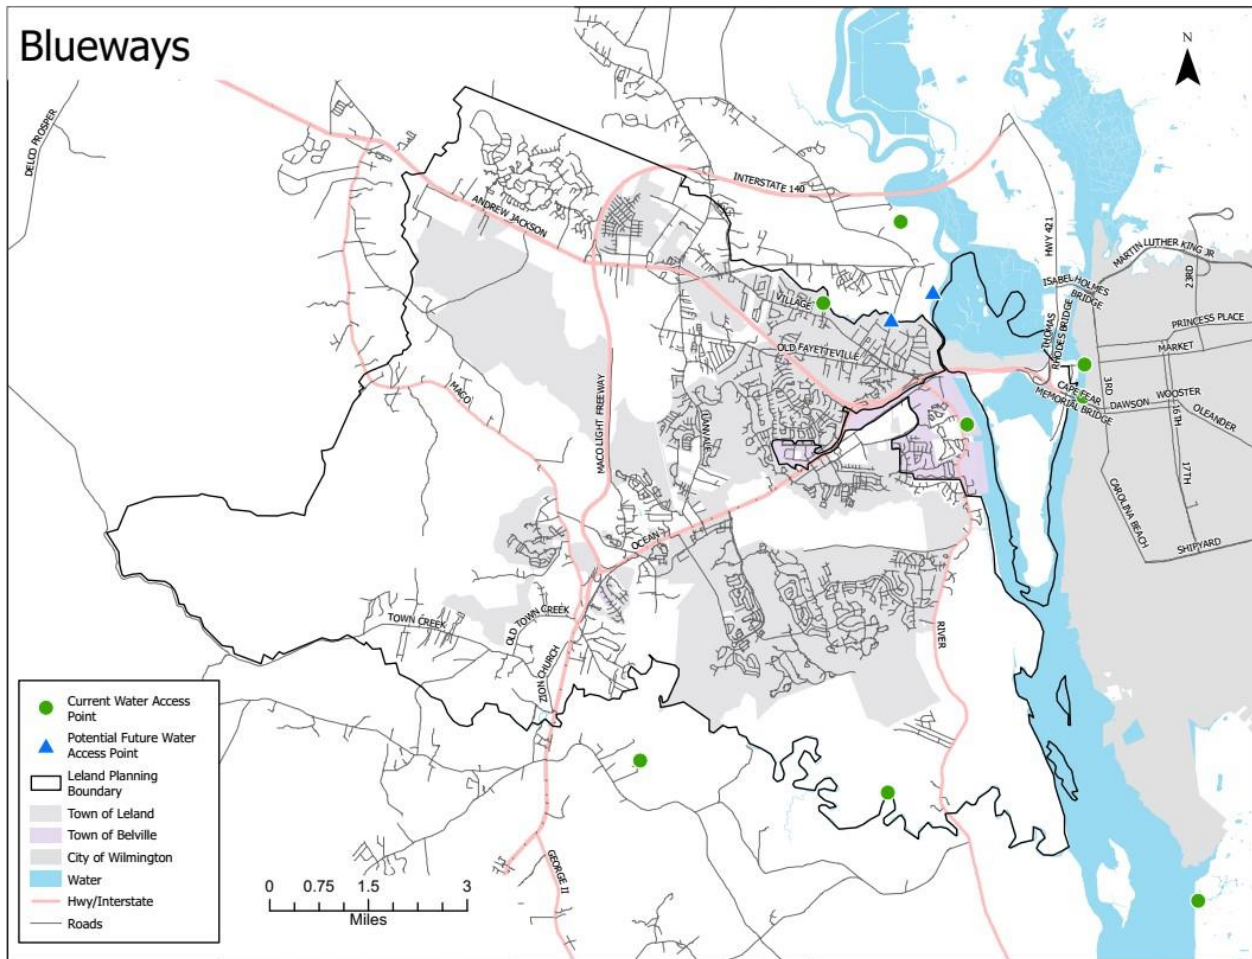 Blueways
N
DELCO PROSPER
INTERSTATE 140
ANDREW JACKSON
HWY 421
MARTIN LUTHER KING JR
23RD
ISABEL HOLMES
BRIDGE
VILLAGE
THOMAS
RHODES BRIDGE
PRINCESS PLACE
MARKET
OLD FAYETTEVILLE
3RD
CAPE FEAR
MEMORIAL BRIDGE
DAWSON
WOOSTER
OLEANDER
16TH
17TH
MACO
MACO LIGHT FREEWAY
LANVALE
CAROLINA BEACH
SHIPYARD
OCEAN
TOWN CREEK
OLD TOWN CREEK
ZION CHURCH
RIVER
GEORGE II
Current Water Access
Point
Potential Future Water
Access Point
Leland Planning
Boundary
Town of Leland
Town of Belville
City of Wilmington
Water
Hwy/Interstate
Roads
0 0.75 1.5 3
Miles